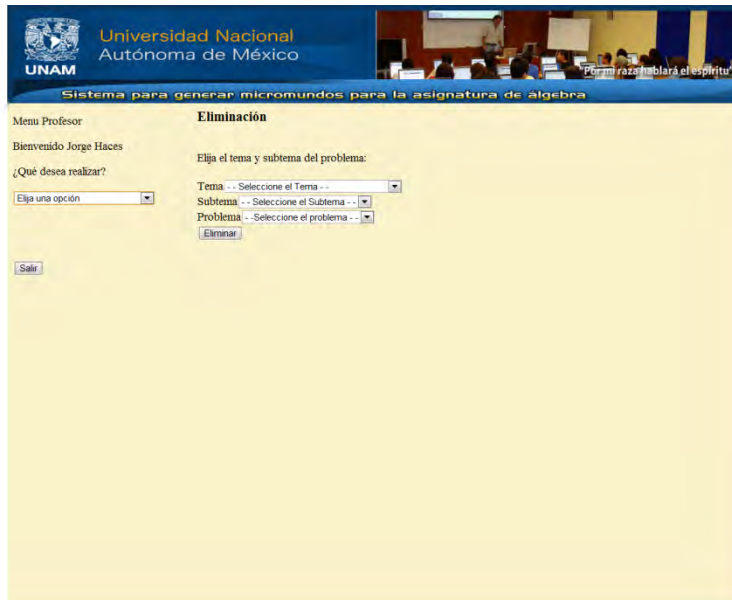 UNAM
Universidad Nacional
Autónoma de México
"Por mi raza hablará el espíritu"
Sistema para generar micromundos para la asignatura de álgebra
Menu Profesor
Bienvenido Jorge Haces
¿Qué desea realizar?
Elija una opción
Salir
Eliminación
Elija el tema y subtema del problema:
Tema - - Seleccione el Tema - -
Subtema - - Seleccione el Subtema - -
Problema - -Seleccione el problema - -
Eliminar